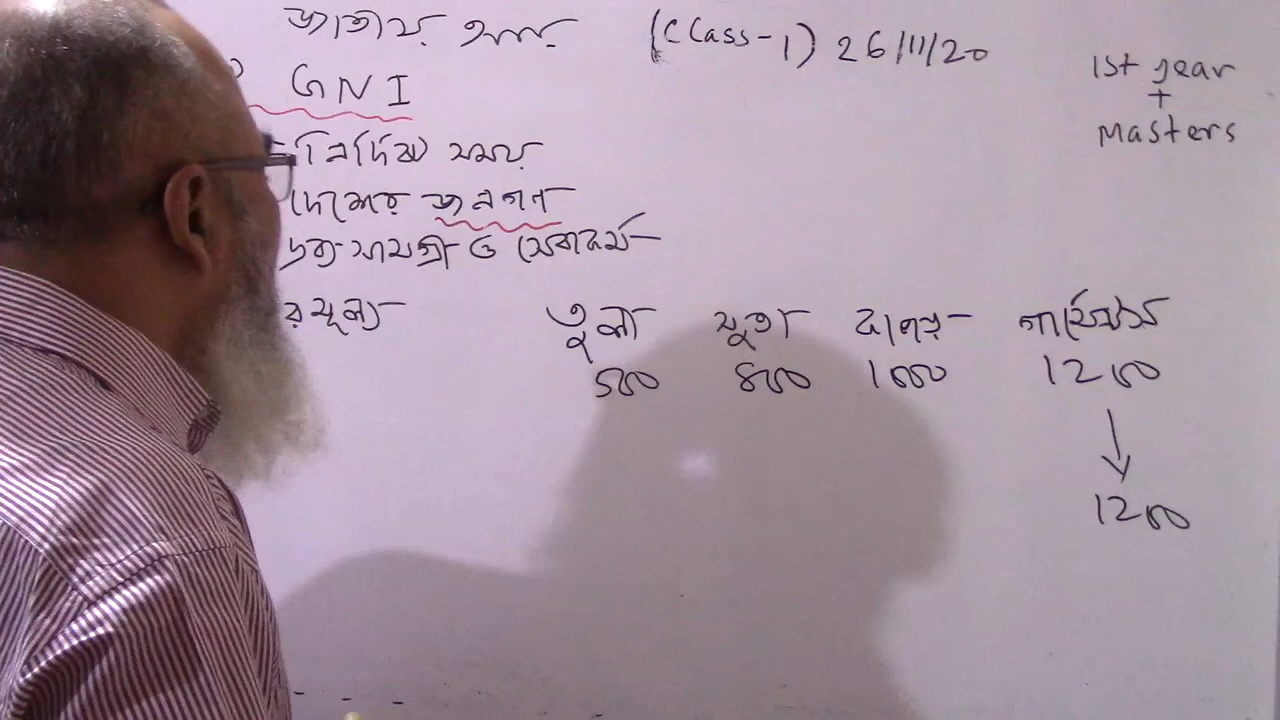 জাতীয় আয় (Class-1) 26/11/20
1st year
+
Masters
GNI
নির্দিষ্ট সময়
দেশের জনগন
দ্রব্য সামগ্রী ও সেবাকর্ম
র মূল্য
তুলা সুতা কাপড় গার্মেন্টস
500 800 1000 1200
1200